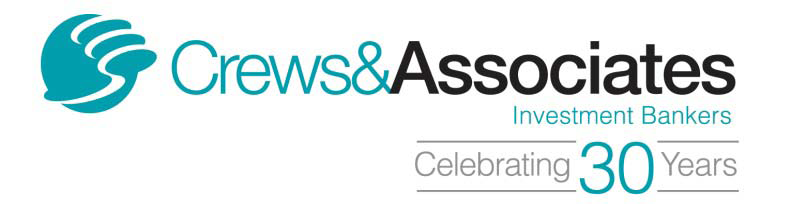 Crews&Associates
Investment Bankers
Celebrating 30 Years